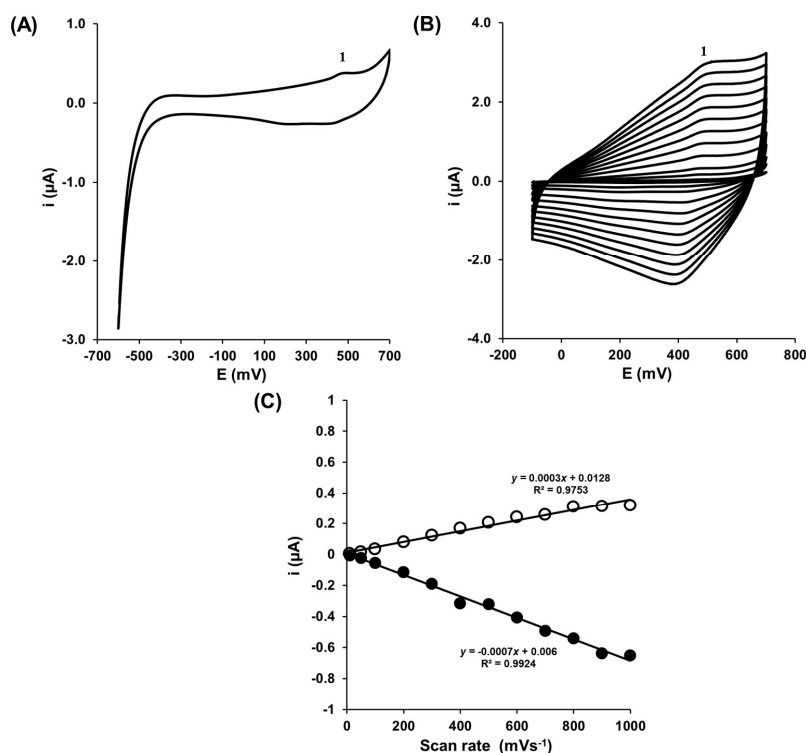 (A)
1
1.0
0.0
-1.0
-2.0
-3.0
i (µA)
-700 -500 -300 -100 100 300 500 700
E (mV)
(B)
1
4.0
2.0
0.0
-2.0
-4.0
i (µA)
0 200 400 600 800
E (mV)
(C)
1
0.8
0.6
0.4
0.2
0
-0.2
-0.4
-0.6
-0.8
-1
i (µA)
y = 0.0003x + 0.0128
R² = 0.9753
y = -0.0007x + 0.006
R² = 0.9924
0 200 400 600 800 1000
Scan rate (mVs⁻¹)